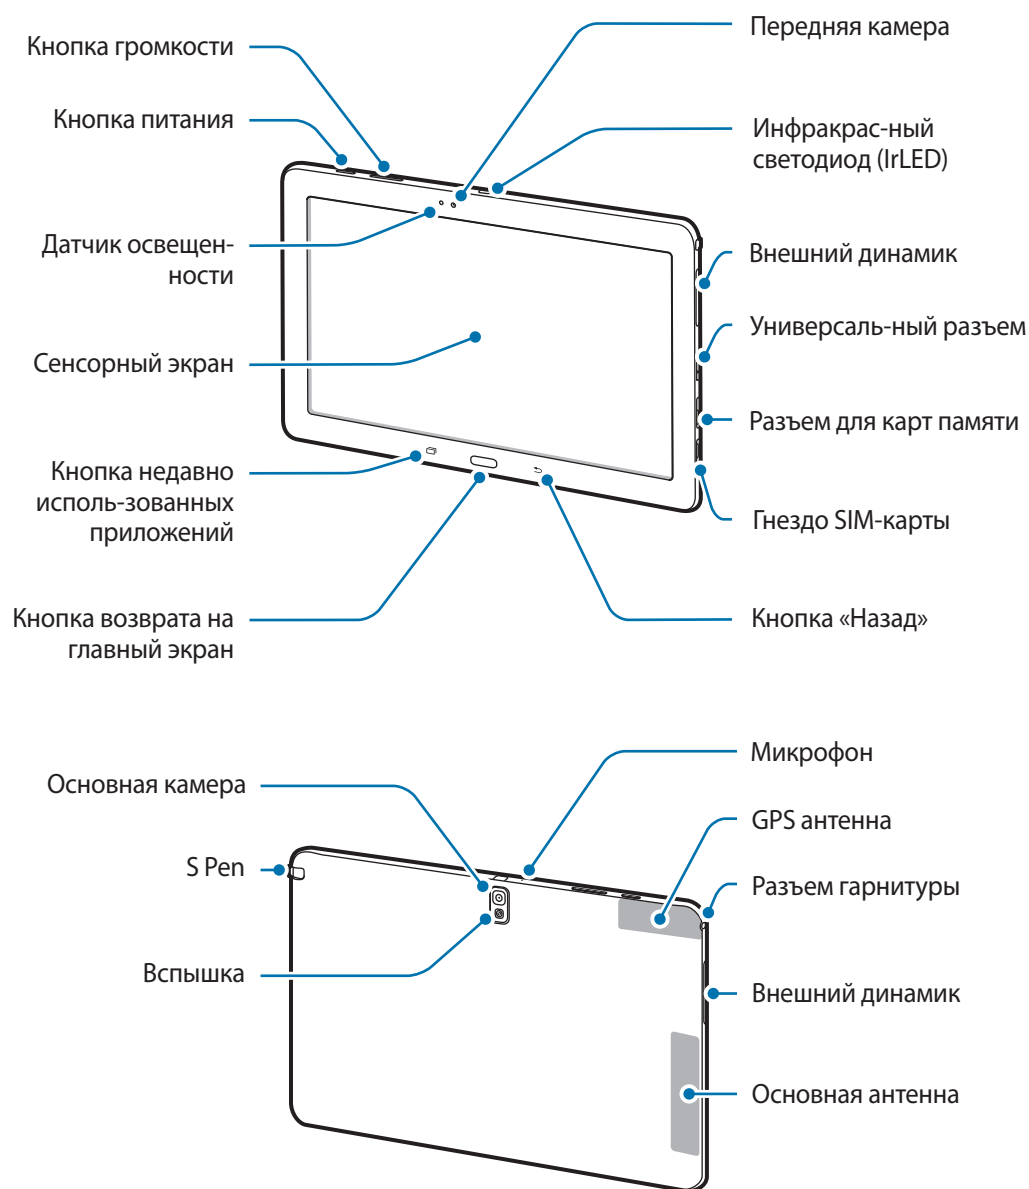 Кнопка громкости
Кнопка питания
Датчик освещен-
ности
Сенсорный экран
Кнопка недавно
исполь-зованных
приложений
Кнопка возврата на
главный экран
Передняя камера
Инфракрас-ный
светодиод (IrLED)
Внешний динамик
Универсаль-ный разъем
Разъем для карт памяти
Гнездо SIM-карты
Кнопка «Назад»
Основная камера
S Pen
Вспышка
Микрофон
GPS антенна
Разъем гарнитуры
Внешний динамик
Основная антенна